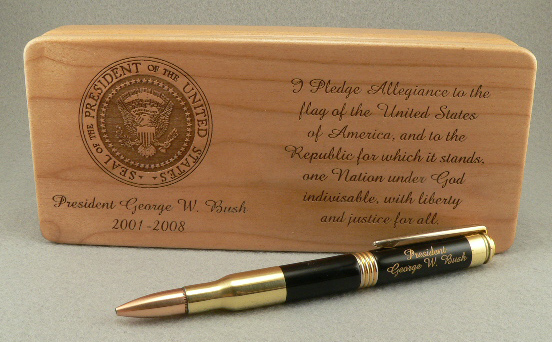 SEAL OF THE PRESIDENT OF THE UNITED STATES
President George W. Bush
2001-2008
I Pledge Allegiance to the
flag of the United States
of America, and to the
Republic for which it stands,
one Nation under God
indivisable, with liberty
and justice for all.
President
George W. Bush